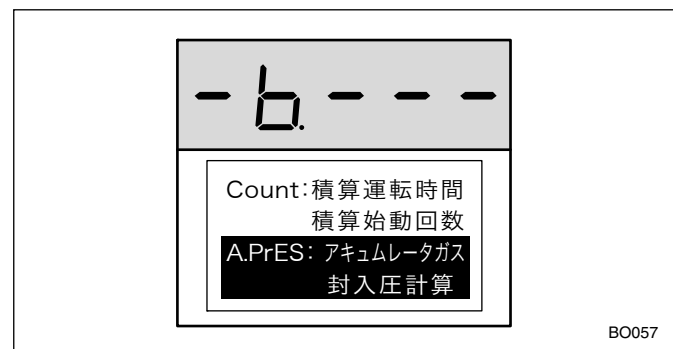 -b.---
Count:積算運転時間
積算始動回数
A.PrES:アキュムレータガス
封入圧計算
BO057